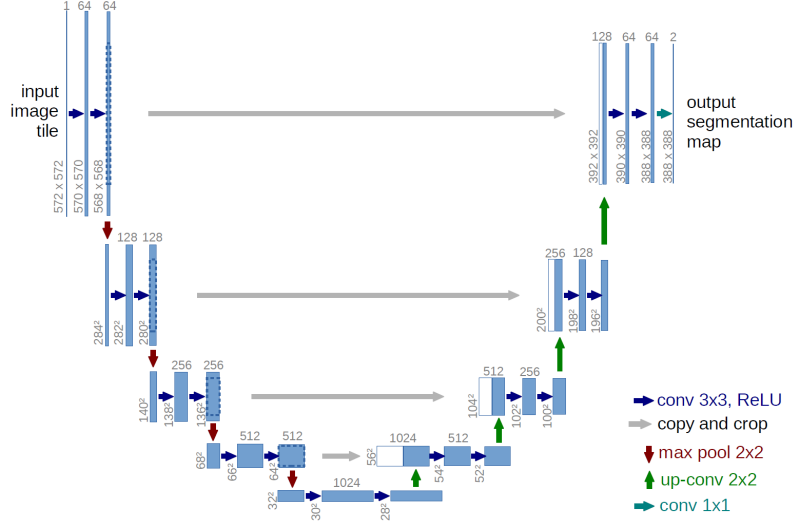 1 64 64
128 64 64 2
input
image
tile
output
segmentation
map
572 x 572
570 x 570
568 x 568
392 x 392
390 x 390
388 x 388
388 x 388
128 128
256 128
284²
282²
280²
200²
198²
196²
256 256
512 256
140²
138²
136²
104²
102²
100²
512 512
1024 512
68²
66²
64²
56²
54²
52²
1024
32²
30²
28²
conv 3x3, ReLU
copy and crop
max pool 2x2
up-conv 2x2
conv 1x1